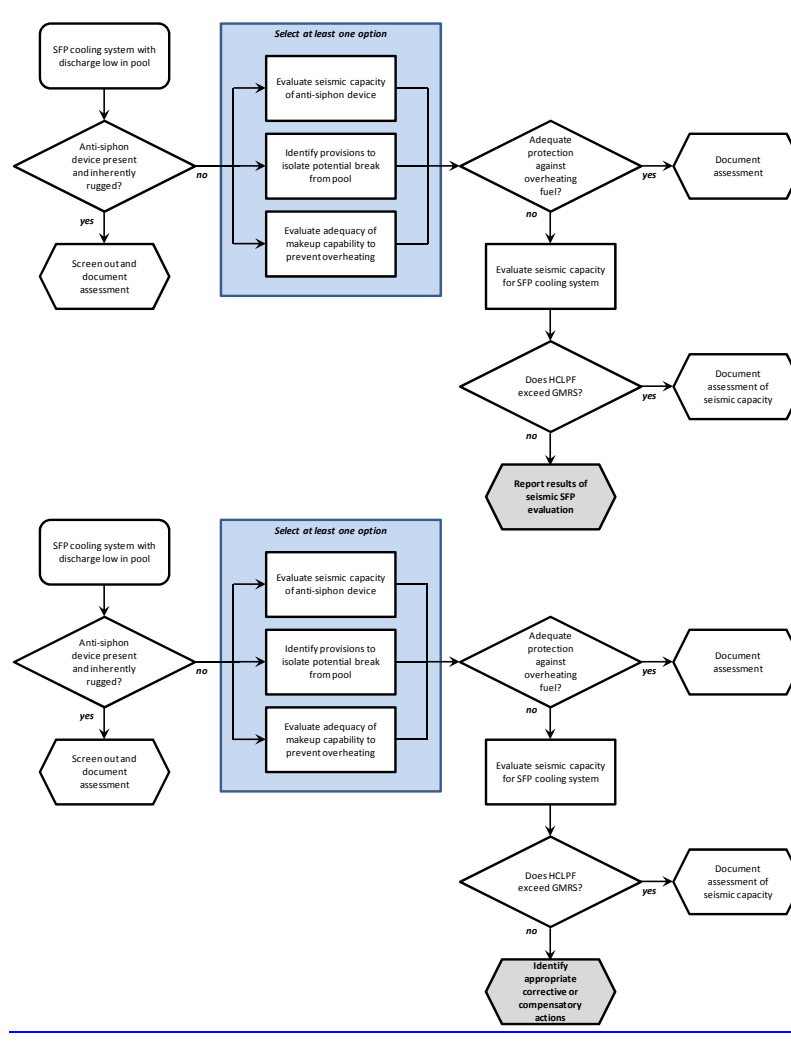 SFP cooling system with
discharge low in pool
Anti-siphon
device present
and inherently
rugged?
no
yes
Screen out and
document
assessment
Select at least one option
Evaluate seismic capacity
of anti-siphon device
Identify provisions to
isolate potential break
from pool
Evaluate adequacy of
makeup capability to
prevent overheating
Adequate
protection
against
overheating
fuel?
yes
Document
assessment
no
Evaluate seismic capacity
for SFP cooling system
Does HCLPF
exceed GMRS?
yes
Document
assessment of
seismic capacity
no
Report results of
seismic SFP
evaluation
SFP cooling system with
discharge low in pool
Anti-siphon
device present
and inherently
rugged?
no
yes
Screen out and
document
assessment
Select at least one option
Evaluate seismic capacity
of anti-siphon device
Identify provisions to
isolate potential break
from pool
Evaluate adequacy of
makeup capability to
prevent overheating
Adequate
protection
against
overheating
fuel?
yes
Document
assessment
no
Evaluate seismic capacity
for SFP cooling system
Does HCLPF
exceed GMRS?
yes
Document
assessment of
seismic capacity
no
Identify
appropriate
corrective or
compensatory
actions